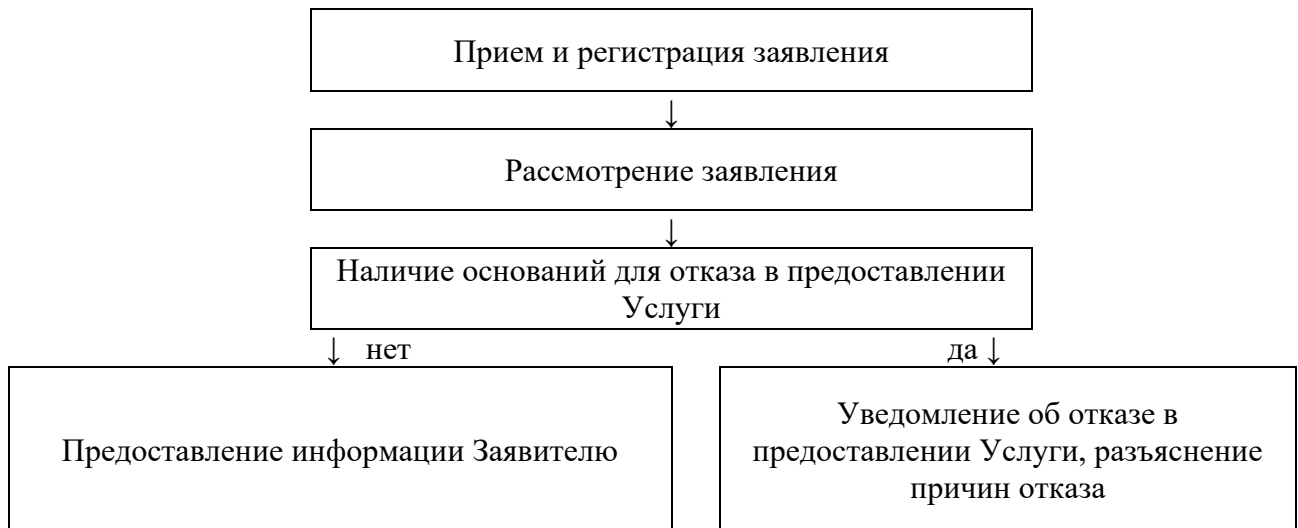 Прием и регистрация заявления
↓
Рассмотрение заявления
↓
Наличие оснований для отказа в предоставлении
Услуги
↓ нет
да ↓
Предоставление информации Заявителю
Уведомление об отказе в
предоставлении Услуги, разъяснение
причин отказа